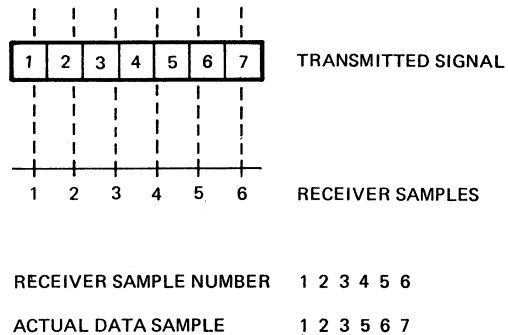 1 2 3 4 5 6 7 TRANSMITTED SIGNAL
1 2 3 4 5 6 RECEIVER SAMPLES
RECEIVER SAMPLE NUMBER 1 2 3 4 5 6
ACTUAL DATA SAMPLE 1 2 3 5 6 7